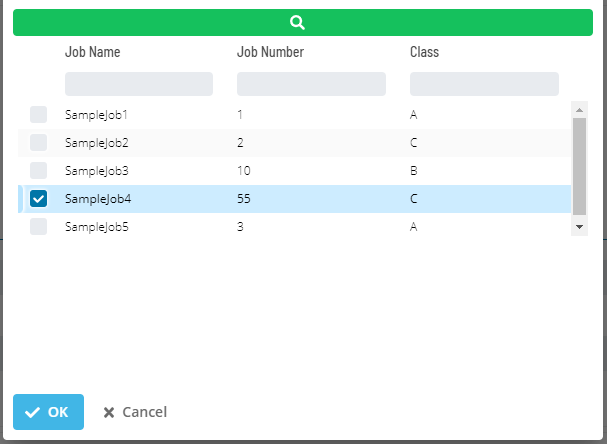 Job Name Job Number Class
SampleJob1 1 A
SampleJob2 2 C
SampleJob3 10 B
SampleJob4 55 C
SampleJob5 3 A
OK Cancel